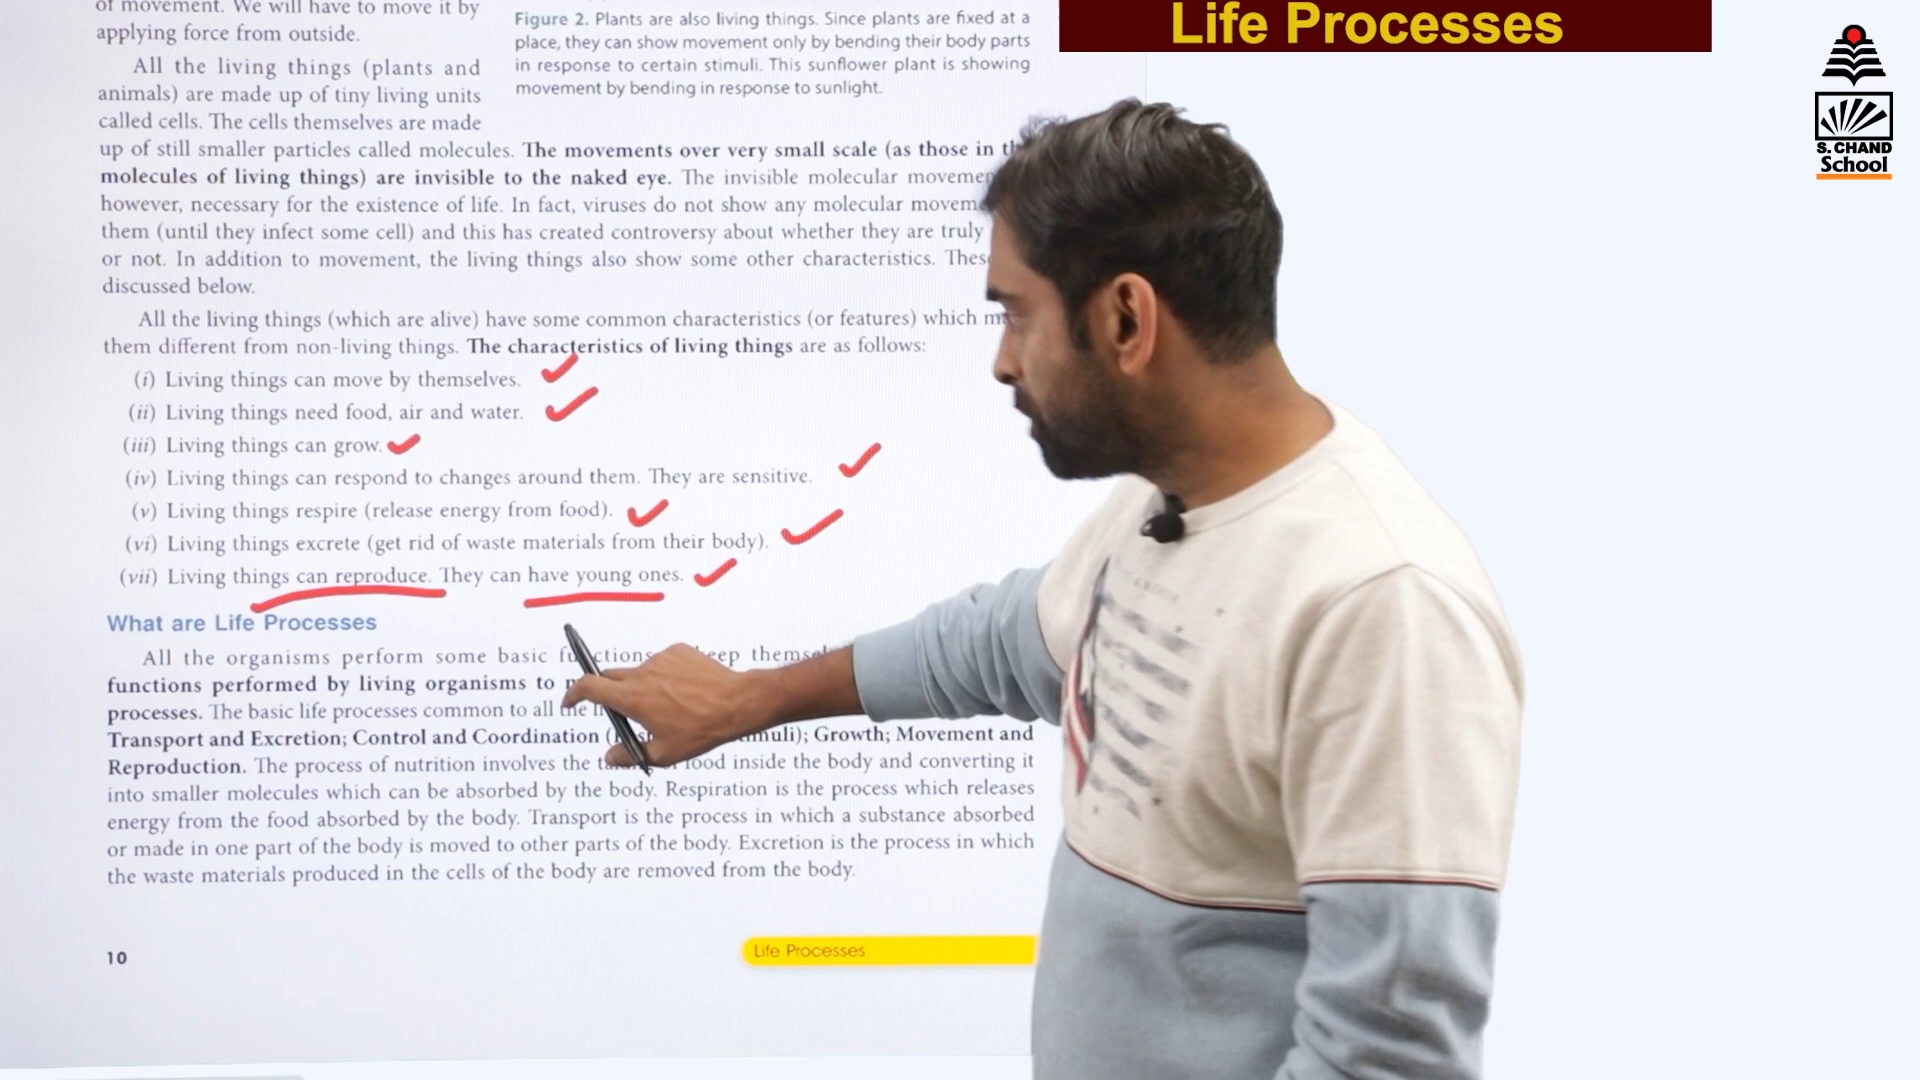 of movement. We will have to move it by
applying force from outside.
All the living things (plants and
animals) are made up of tiny living units
called cells. The cells themselves are made
Figure 2. Plants are also living things. Since plants are fixed at a
place, they can show movement only by bending their body parts
in response to certain stimuli. This sunflower plant is showing
movement by bending in response to sunlight.
up of still smaller particles called molecules. The movements over very small scale (as those in
molecules of living things) are invisible to the naked eye. The invisible molecular
however, necessary for the existence of life. In fact, viruses do not show any molecular
them (until they infect some cell) and this has created controversy about whether they are truly
or not. In addition to movement, the living things also show some other characteristics.
discussed below.
All the living things (which are alive) have some common characteristics (or features) which
them different from non-living things. The characteristics of living things are as follows:
(i) Living things can move by themselves.
(ii) Living things need food, air and water.
(iii) Living things can grow.
(iv) Living things can respond to changes around them. They are sensitive.
(v) Living things respire (release energy from food).
(vi) Living things excrete (get rid of waste materials from their body).
(vii) Living things can reproduce. They can have young ones.
What are Life Processes
All the organisms perform some basic
functions performed by living organisms to
processes. The basic life processes common to all the
Transport and Excretion; Control and Coordination ( Growth; Movement and
Reproduction. The process of nutrition involves the food inside the body and converting it
into smaller molecules which can be absorbed by the body. Respiration is the process which releases
energy from the food absorbed by the body. Transport is the process in which a substance absorbed
or made in one part of the body is moved to other parts of the body. Excretion is the process in which
the waste materials produced in the cells of the body are removed from the body.
10
Life Processes
Life Processes
S. CHAND
School